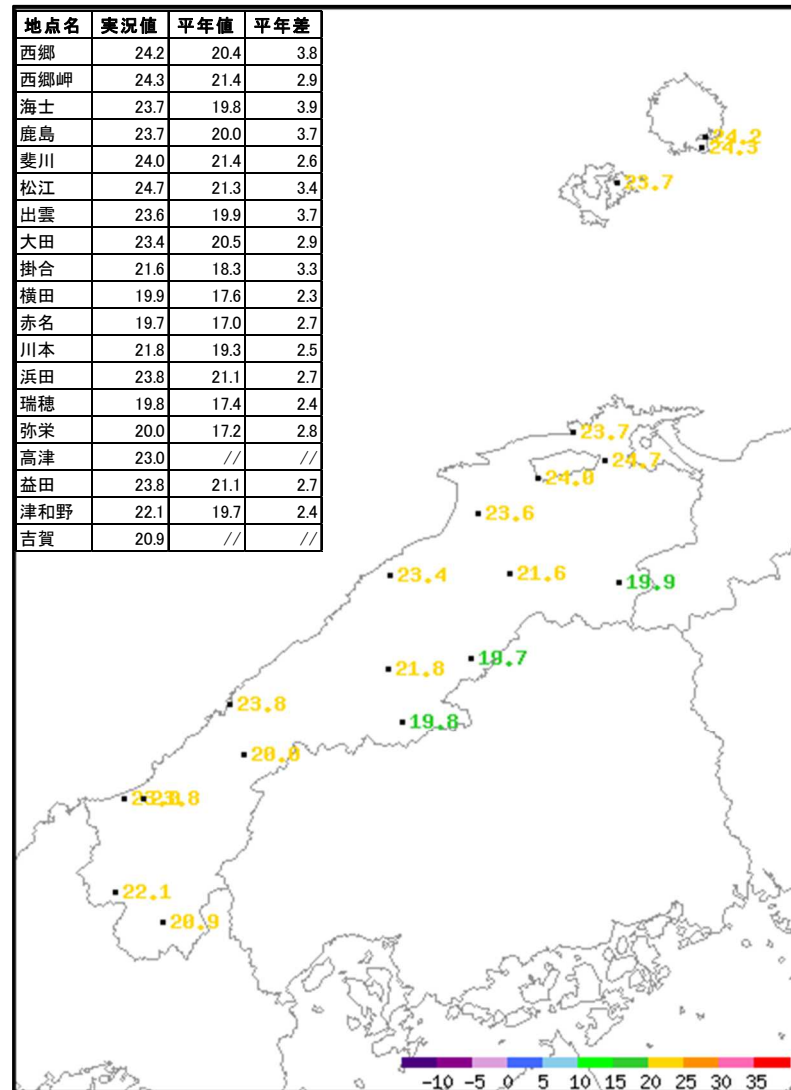 地点名 実況値 平年値 平年差
西郷 24.2 20.4 3.8
西郷岬 24.3 21.4 2.9
海士 23.7 19.8 3.9
鹿島 23.7 20.0 3.7
斐川 24.0 21.4 2.6
松江 24.7 21.3 3.4
出雲 23.6 19.9 3.7
大田 23.4 20.5 2.9
掛合 21.6 18.3 3.3
横田 19.9 17.6 2.3
赤名 19.7 17.0 2.7
川本 21.8 19.3 2.5
浜田 23.8 21.1 2.7
瑞穂 19.8 17.4 2.4
弥栄 20.0 17.2 2.8
高津 23.0 // //
益田 23.8 21.1 2.7
津和野 22.1 19.7 2.4
吉賀 20.9 // //
24.2
24.3
23.7
23.7
24.7
24.0
23.6
23.4
21.6
19.9
19.7
21.8
23.8
19.8
20.0
23.0
23.8
22.1
20.9
-10 -5 0 5 10 15 20 25 30 35